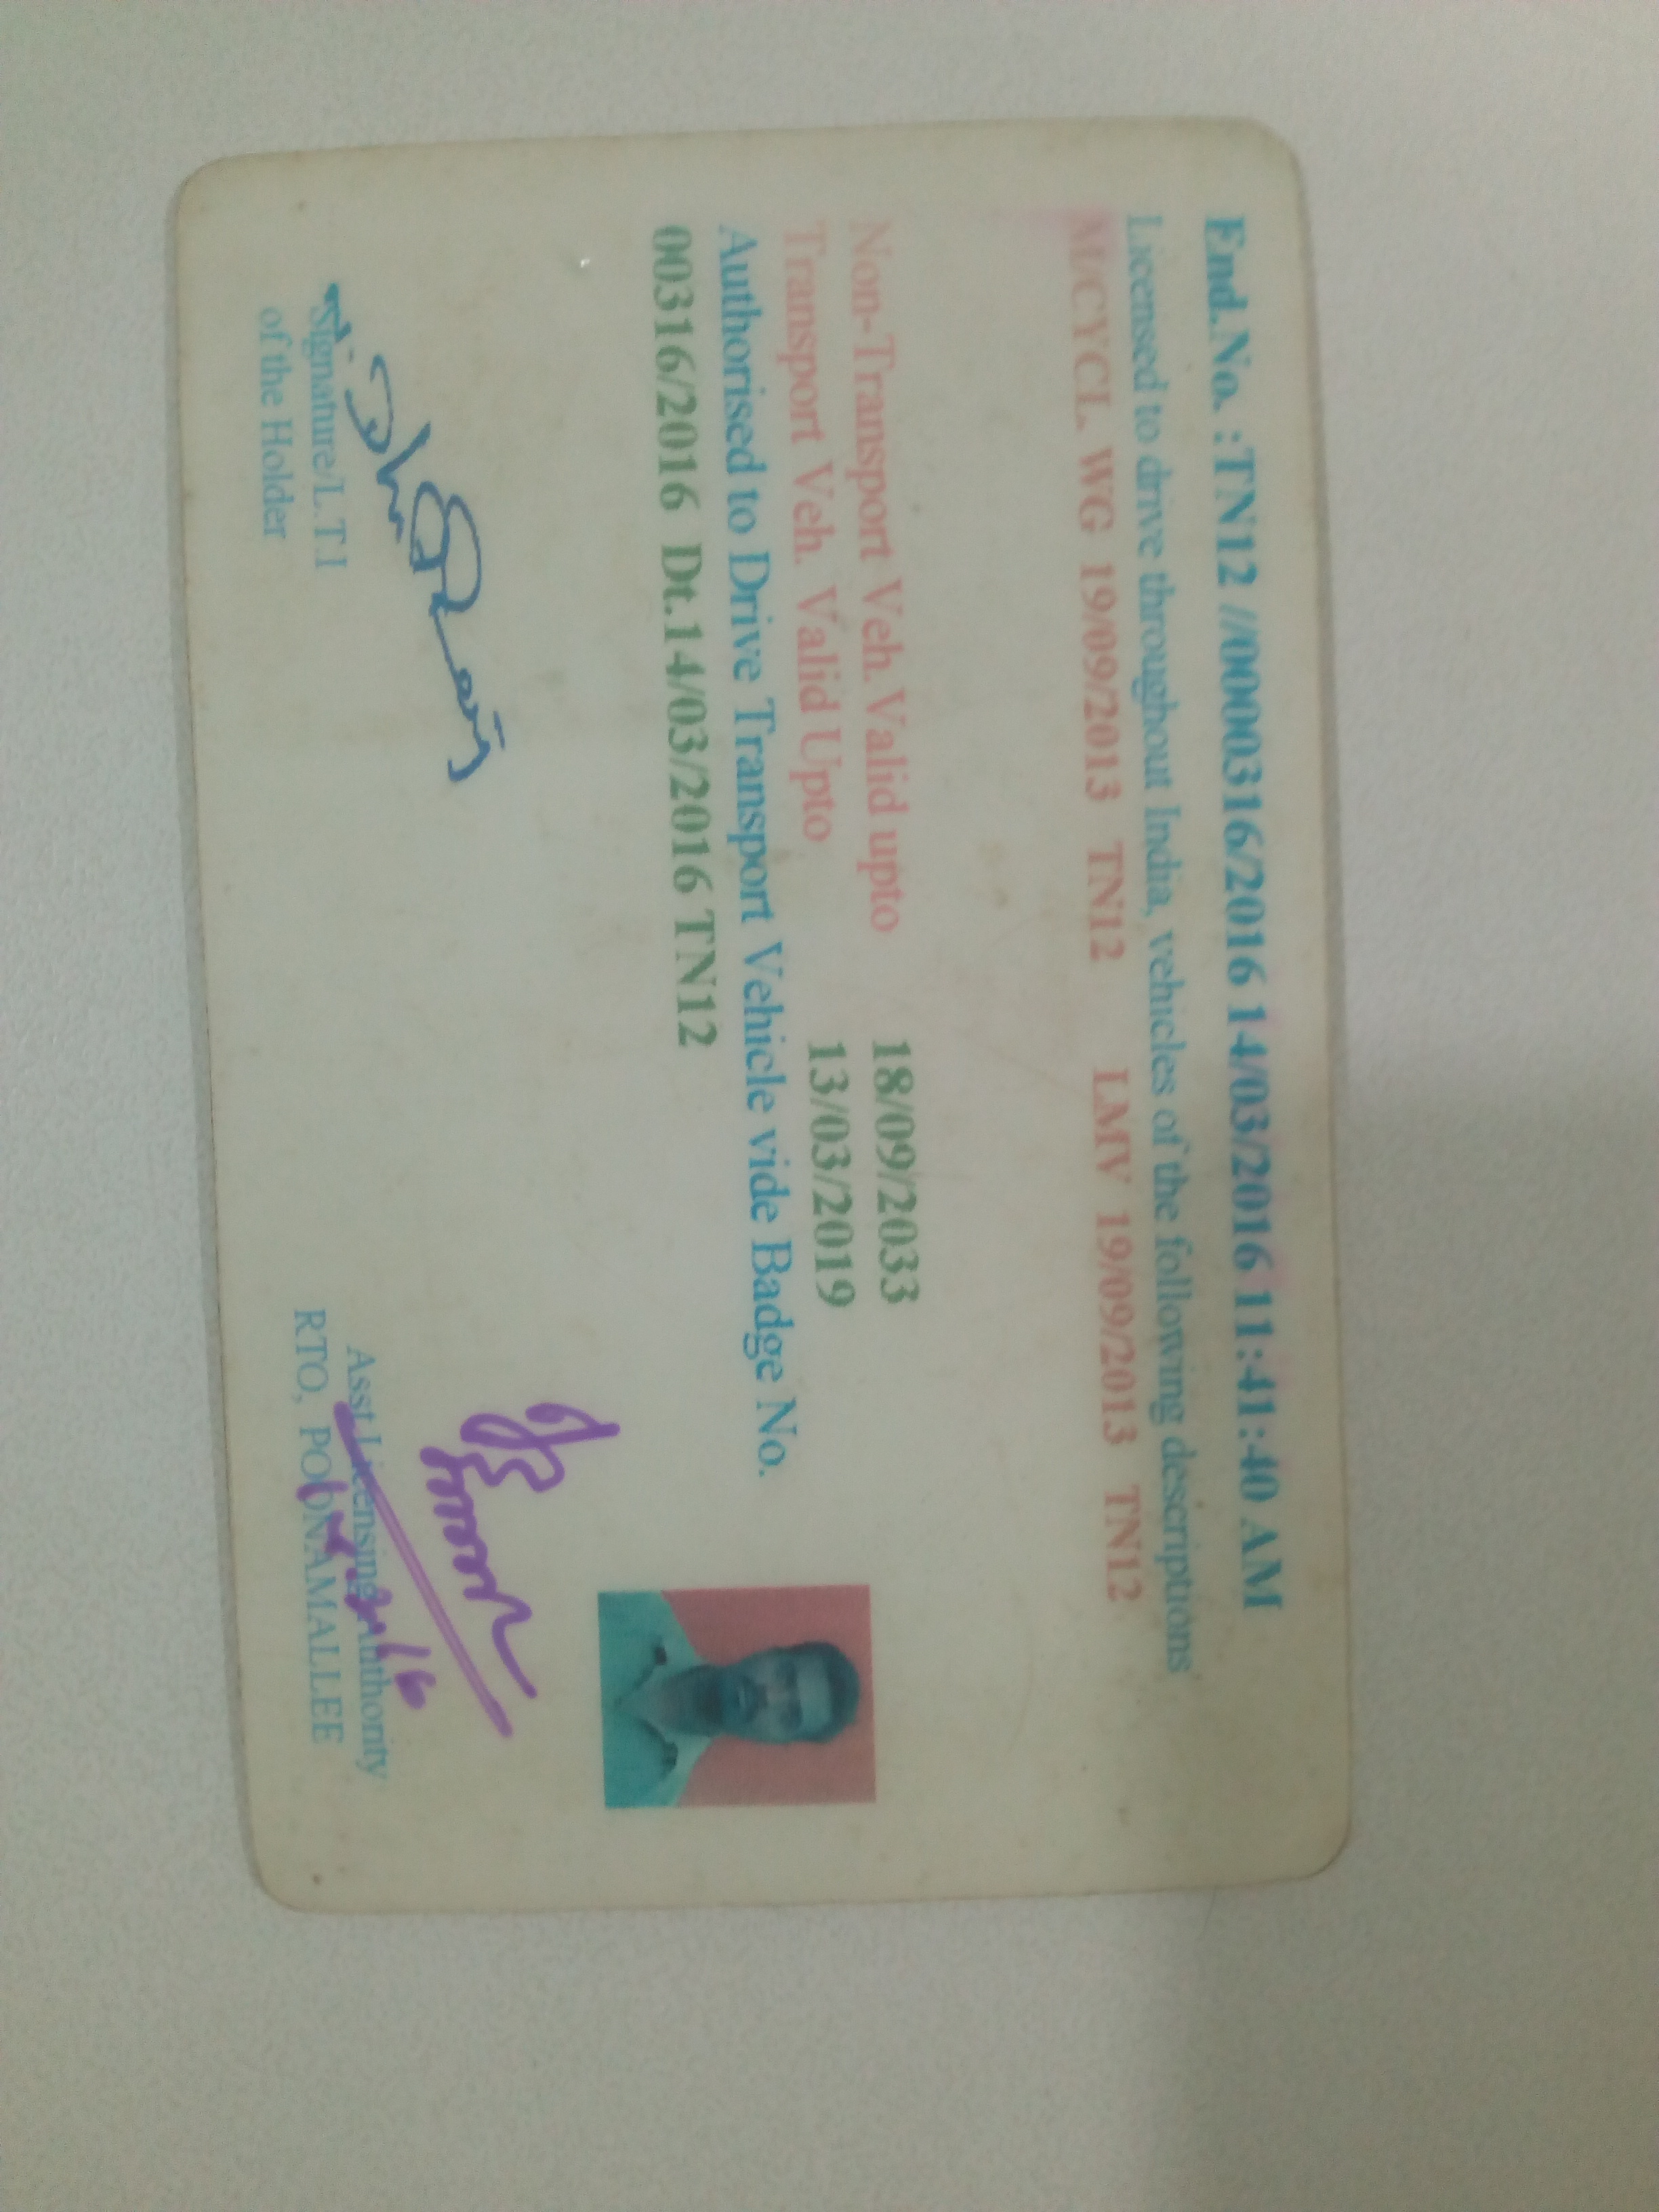 End.No. :TN12 //0000316/2016 14/03/2016 11:41:40 AM
Licensed to drive throughout India, vehicles of the following descriptions
MCYCL. WG 19/09/2013 TN12 LMV 19/09/2013 TN12
Non-Transport Veh. Valid upto 18/09/2033
Transport Veh. Valid Upto 13/03/2019
Authorised to Drive Transport Vehicle vide Badge No.
00316/2016 Dt.14/03/2016 TN12
Signature/L.T.I
of the Holder
Asst.Licensing Authority
RTO, POONAMALLEE